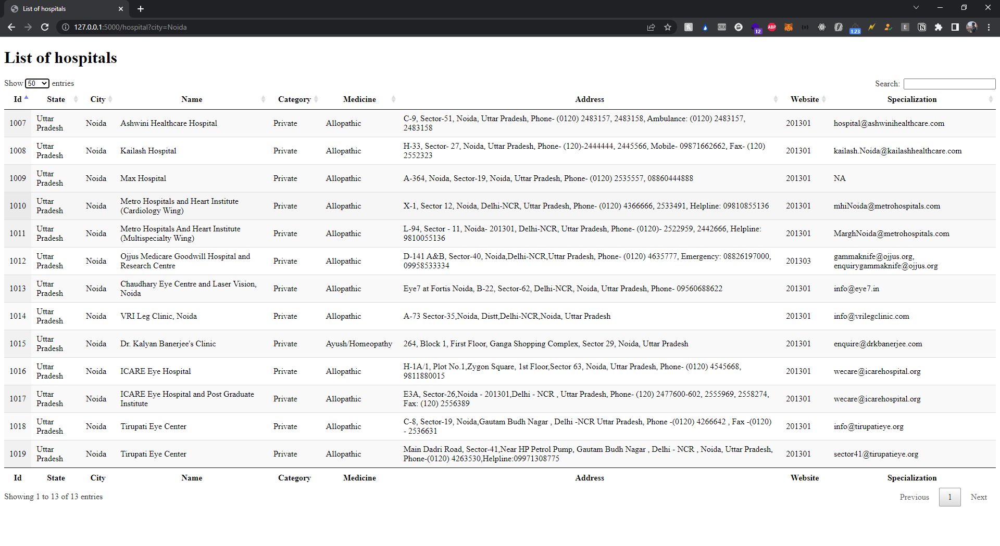 List of hospitals
127.0.0.1:5000/hospital?city=Noida
CRX
12
ABP
1.23
E
List of hospitals
Show 50 entries
Search:
Id State City Name Category Medicine Address Website Specialization
1007 Uttar Pradesh Noida Ashwini Healthcare Hospital Private Allopathic C-9, Sector-51, Noida, Uttar Pradesh, Phone- (0120) 2483157, 2483158, Ambulance: (0120) 2483157, 2483158 201301 hospital@ashwinihealthcare.com
1008 Uttar Pradesh Noida Kailash Hospital Private Allopathic H-33, Sector- 27, Noida, Uttar Pradesh, Phone- (120)-2444444, 2445566, Mobile- 09871662662, Fax- (120) 2552323 201301 kailash.Noida@kailashhealthcare.com
1009 Uttar Pradesh Noida Max Hospital Private Allopathic A-364, Noida, Sector-19, Noida, Uttar Pradesh, Phone- (0120) 2535557, 08860444888 201301 NA
1010 Uttar Pradesh Noida Metro Hospitals and Heart Institute (Cardiology Wing) Private Allopathic X-1, Sector 12, Noida, Delhi-NCR, Uttar Pradesh, Phone- (0120) 4366666, 2533491, Helpline: 09810855136 201301 mhiNoida@metrohospitals.com
1011 Uttar Pradesh Noida Metro Hospitals And Heart Institute (Multispecialty Wing) Private Allopathic L-94, Sector - 11, Noida- 201301, Delhi-NCR, Uttar Pradesh, Phone- (0120)- 2522959, 2442666, Helpline: 9810055136 201301 MarghNoida@metrohospitals.com
1012 Uttar Pradesh Noida Ojjus Medicare Goodwill Hospital and Research Centre Private Allopathic D-141 A&B, Sector-40, Noida,Delhi-NCR,Uttar Pradesh, Phone- (0120) 4635777, Emergency: 08826197000, 09958533334 201303 gammaknife@ojjus.org, enquirygammaknife@ojjus.org
1013 Uttar Pradesh Noida Chaudhary Eye Centre and Laser Vision, Noida Private Allopathic Eye7 at Fortis Noida, B-22, Sector-62, Delhi-NCR, Noida, Uttar Pradesh, Phone- 09560688622 201301 info@eye7.in
1014 Uttar Pradesh Noida VRI Leg Clinic, Noida Private Allopathic A-73 Sector-35,Noida, Distt,Delhi-NCR,Noida, Uttar Pradesh 201301 info@vrilegclinic.com
1015 Uttar Pradesh Noida Dr. Kalyan Banerjee's Clinic Private Ayush/Homeopathy 264, Block 1, First Floor, Ganga Shopping Complex, Sector 29, Noida, Uttar Pradesh 201301 enquire@drkbanerjee.com
1016 Uttar Pradesh Noida ICARE Eye Hospital Private Allopathic H-1A/1, Plot No.1,Zygon Square, 1st Floor,Sector 63, Noida, Uttar Pradesh, Phone- (0120) 4545668, 9811880015 201301 wecare@icarehospital.org
1017 Uttar Pradesh Noida ICARE Eye Hospital and Post Graduate Institute Private Allopathic E3A, Sector-26,Noida - 201301,Delhi - NCR , Uttar Pradesh, Phone- (120) 2477600-602, 2555969, 2558274, Fax: (120) 2556389 201301 wecare@icarehospital.org
1018 Uttar Pradesh Noida Tirupati Eye Center Private Allopathic C-8, Sector-19, Noida,Gautam Budh Nagar , Delhi -NCR Uttar Pradesh, Phone -(0120) 4266642 , Fax -(0120) - 2536631 201301 info@tirupatieye.org
1019 Uttar Pradesh Noida Tirupati Eye Center Private Allopathic Main Dadri Road, Sector-41,Near HP Petrol Pump, Gautam Budh Nagar , Delhi - NCR , Noida, Uttar Pradesh, Phone-(0120) 4263530,Helpline:09971308775 201301 sector41@tirupatieye.org
Id State City Name Category Medicine Address Website Specialization
Showing 1 to 13 of 13 entries
Previous 1 Next